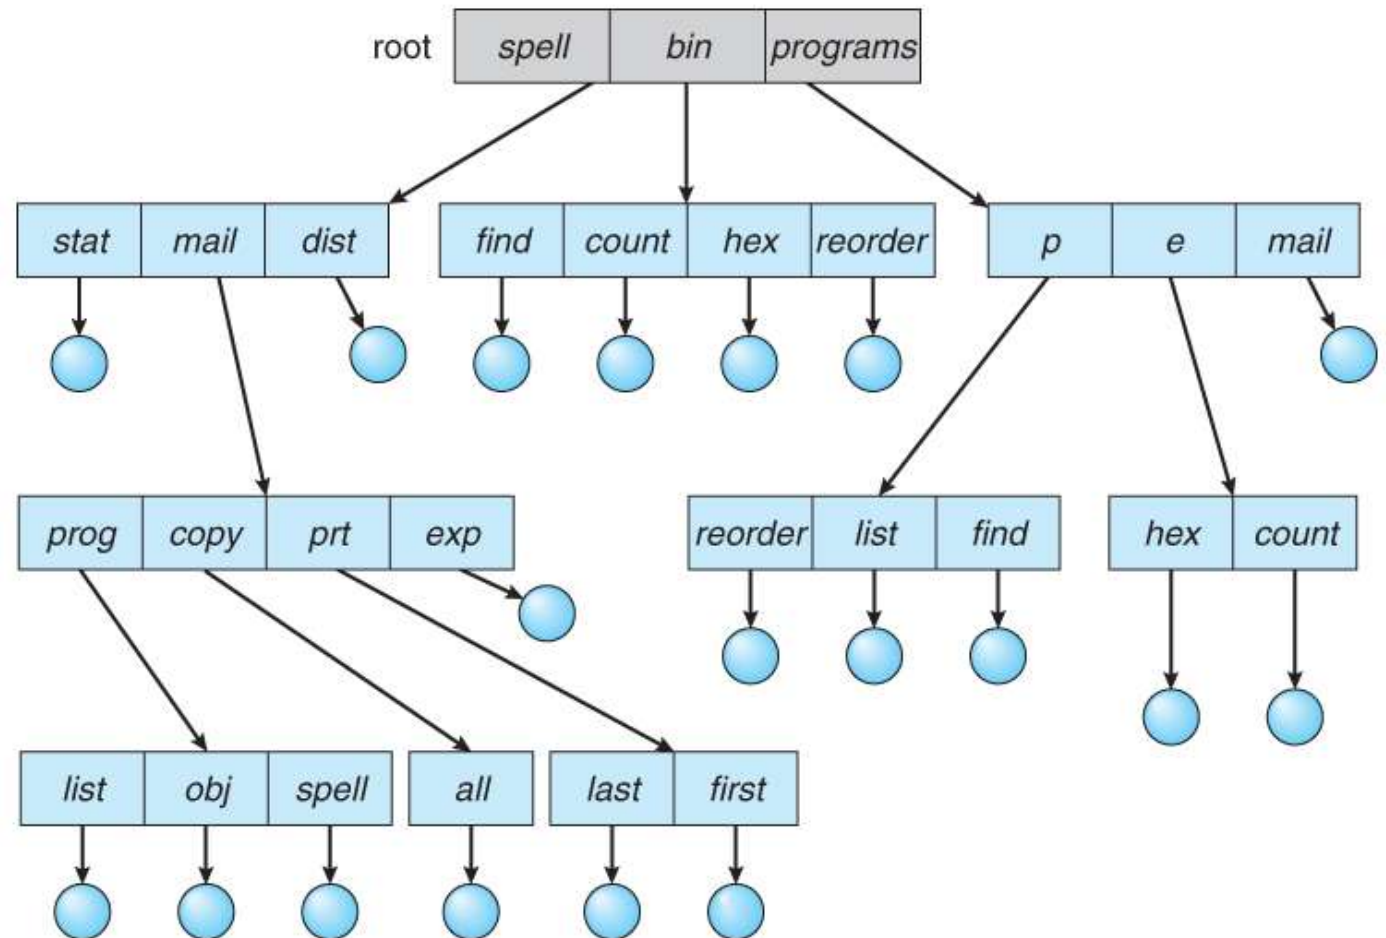 root spell bin programs
stat mail dist find count hex reorder p e mail
prog copy prt exp reorder list find hex count
list obj spell all last first